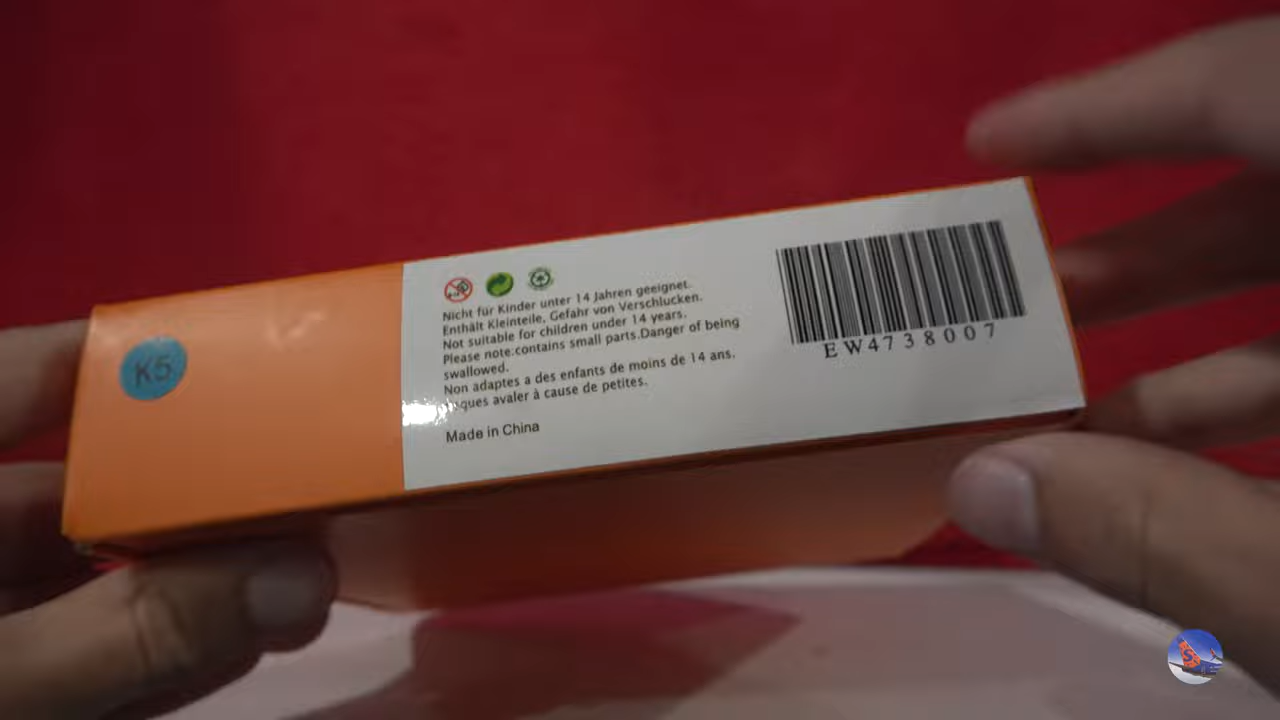 K5
Nicht für Kinder unter 14 Jahren geeignet.
Enthält Kleinteile, Gefahr von Verschlucken.
Not suitable for children under 14 years.
Please note:contains small parts.Danger of being
swallowed.
Non adaptes a des enfants de moins de 14 ans.
avaler à cause de petites.
Made in China
EW4738007